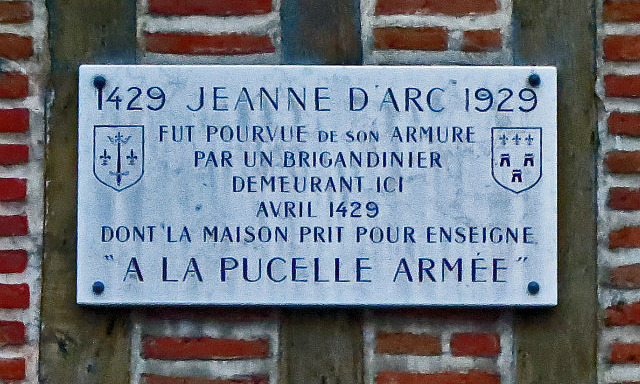 1429 JEANNE D'ARC 1929
FUT POURVUE DE SON ARMURE
PAR UN BRIGANDINIER
DEMEURANT ICI
AVRIL 1429
DONT LA MAISON PRIT POUR ENSEIGNE
"A LA PUCELLE ARMÉE"